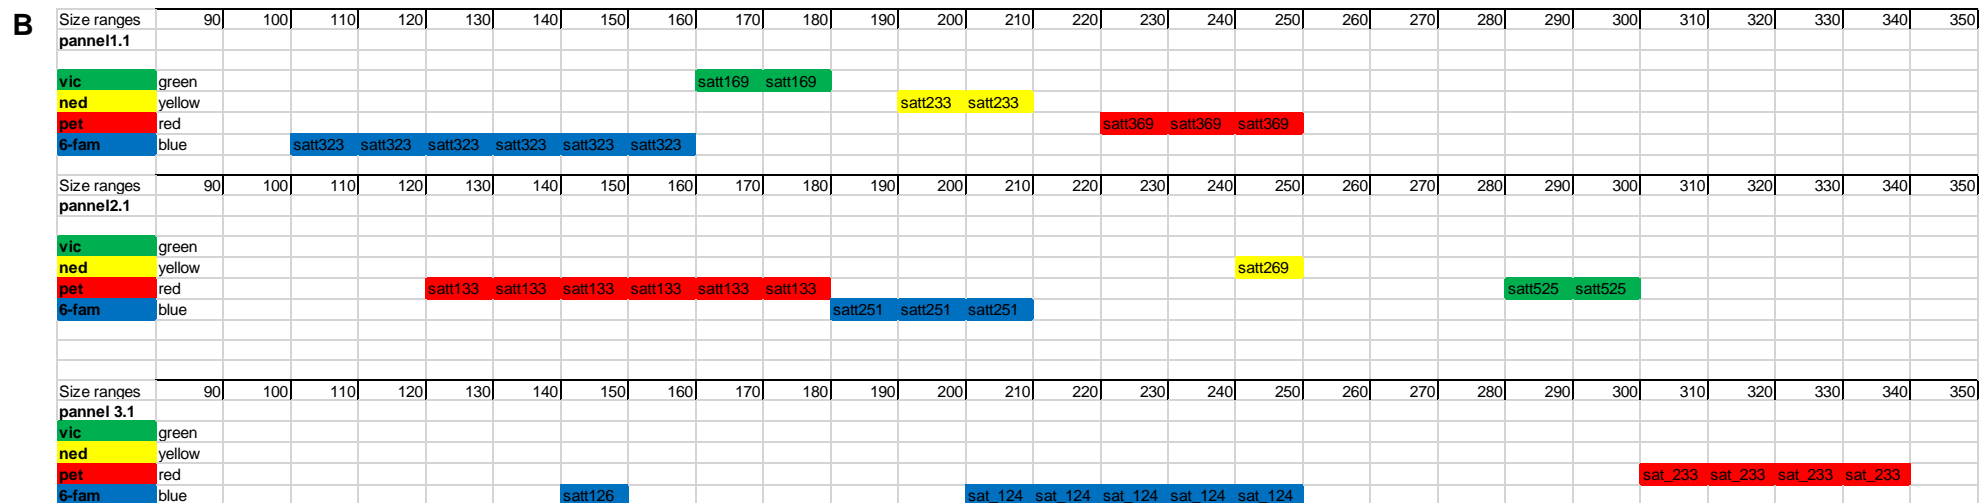 B
Size ranges 90 100 110 120 130 140 150 160 170 180 190 200 210 220 230 240 250 260 270 280 290 300 310 320 330 340 350
pannel1.1
vic green satt169 satt169
ned yellow satt233 satt233
pet red satt369 satt369 satt369
6-fam blue satt323 satt323 satt323 satt323 satt323 satt323
Size ranges 90 100 110 120 130 140 150 160 170 180 190 200 210 220 230 240 250 260 270 280 290 300 310 320 330 340 350
pannel2.1
vic green
ned yellow satt269
pet red satt133 satt133 satt133 satt133 satt133 satt133 satt525 satt525
6-fam blue satt251 satt251 satt251
Size ranges 90 100 110 120 130 140 150 160 170 180 190 200 210 220 230 240 250 260 270 280 290 300 310 320 330 340 350
pannel 3.1
vic green
ned yellow
pet red sat_233 sat_233 sat_233 sat_233
6-fam blue satt126 sat_124 sat_124 sat_124 sat_124 sat_124